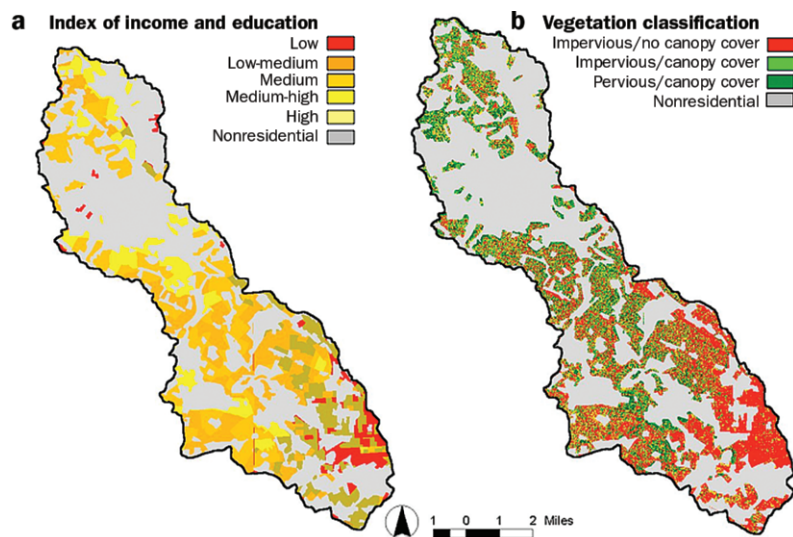 a Index of income and education
Low
Low-medium
Medium
Medium-high
High
Nonresidential
b Vegetation classification
Impervious/no canopy cover
Impervious/canopy cover
Pervious/canopy cover
Nonresidential
1 0 1 2 Miles